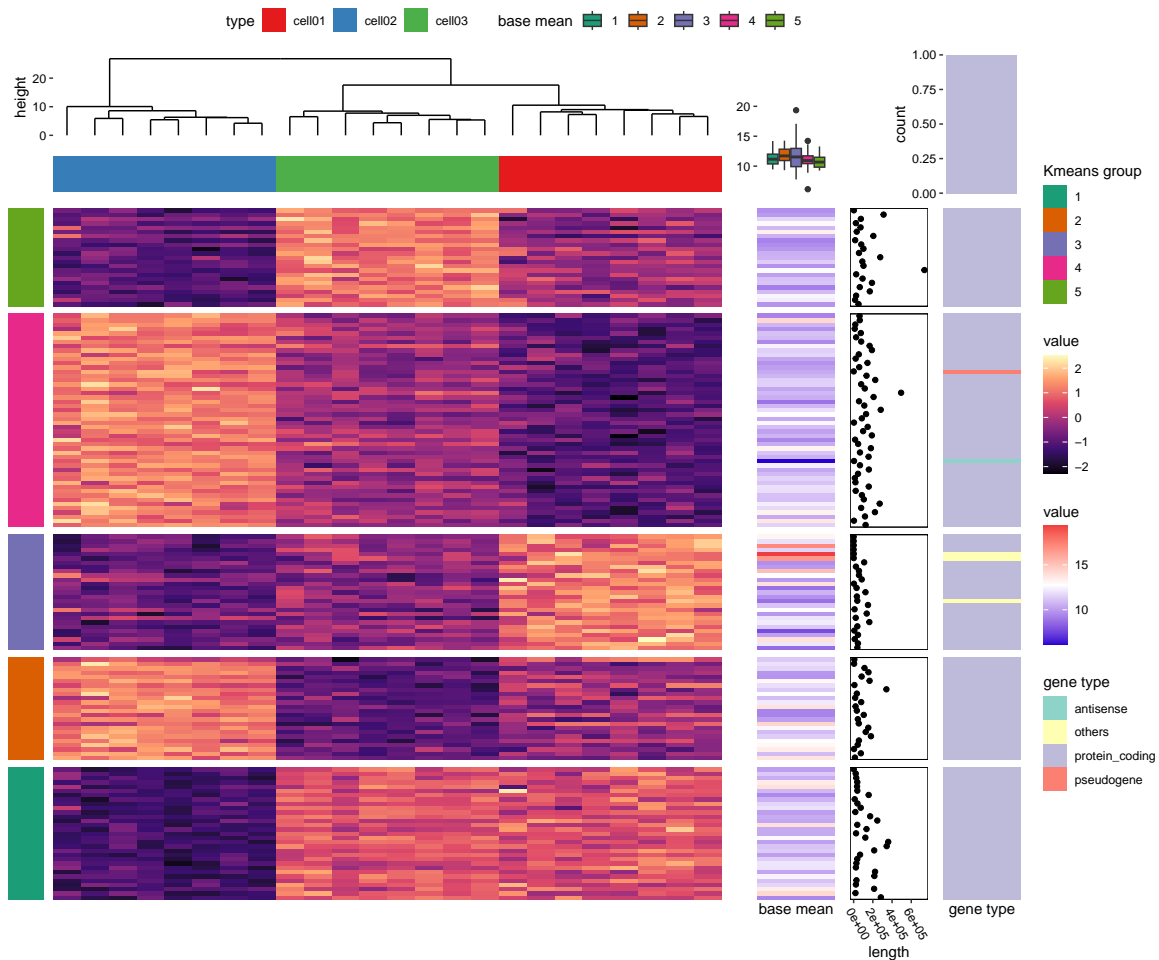 type cell01 cell02 cell03 base mean 1 2 3 4 5
height
20
10
0
20
15
10
count
1.00
0.75
0.50
0.25
0.00
Kmeans group
1
2
3
4
5
value
2
1
0
−1
−2
value
15
10
gene type
antisense
others
protein_coding
pseudogene
base mean
0e+00
2e+05
4e+05
6e+05
length
gene type